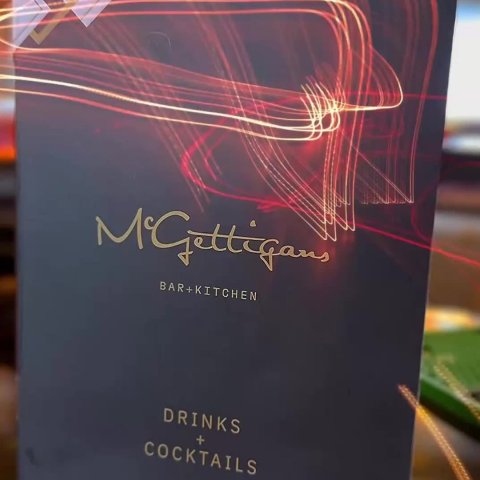 McGettigans
BAR+KITCHEN
DRINKS
+
COCKTAILS